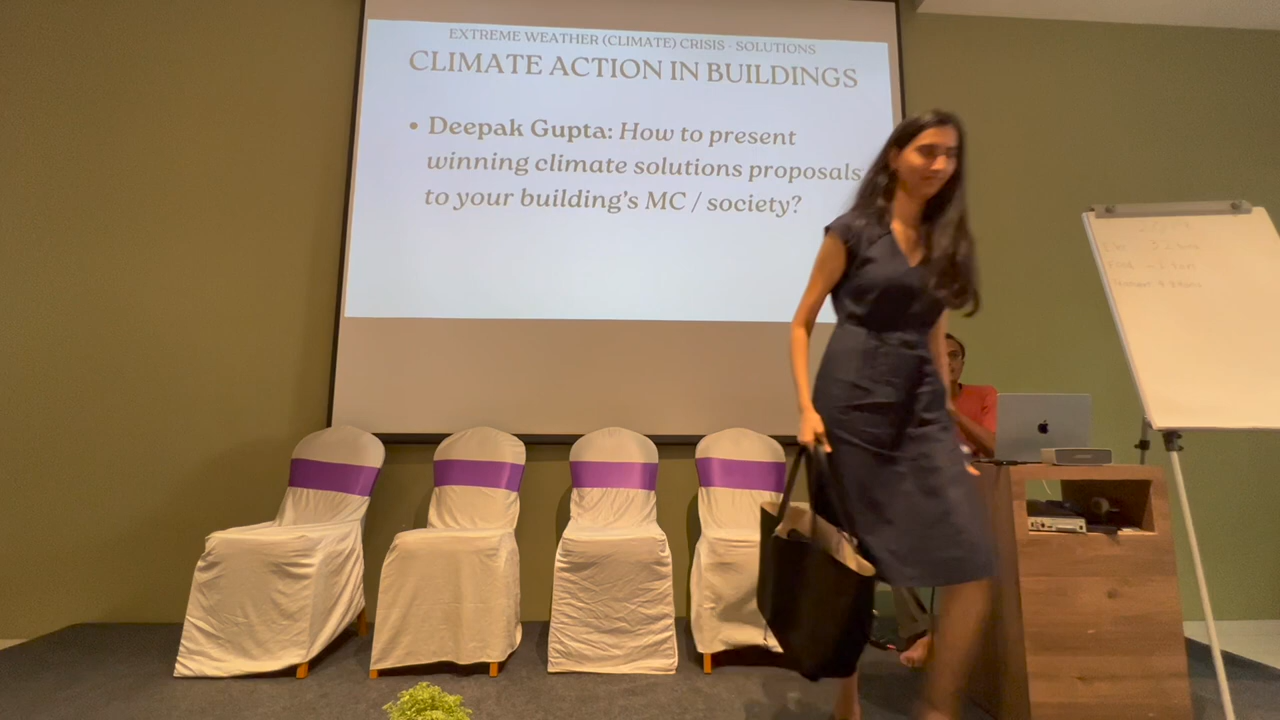 EXTREME WEATHER (CLIMATE) CRISIS - SOLUTIONS
CLIMATE ACTION IN BUILDINGS
• Deepak Gupta: How to present
winning climate solutions proposals
to your building's MC / society?